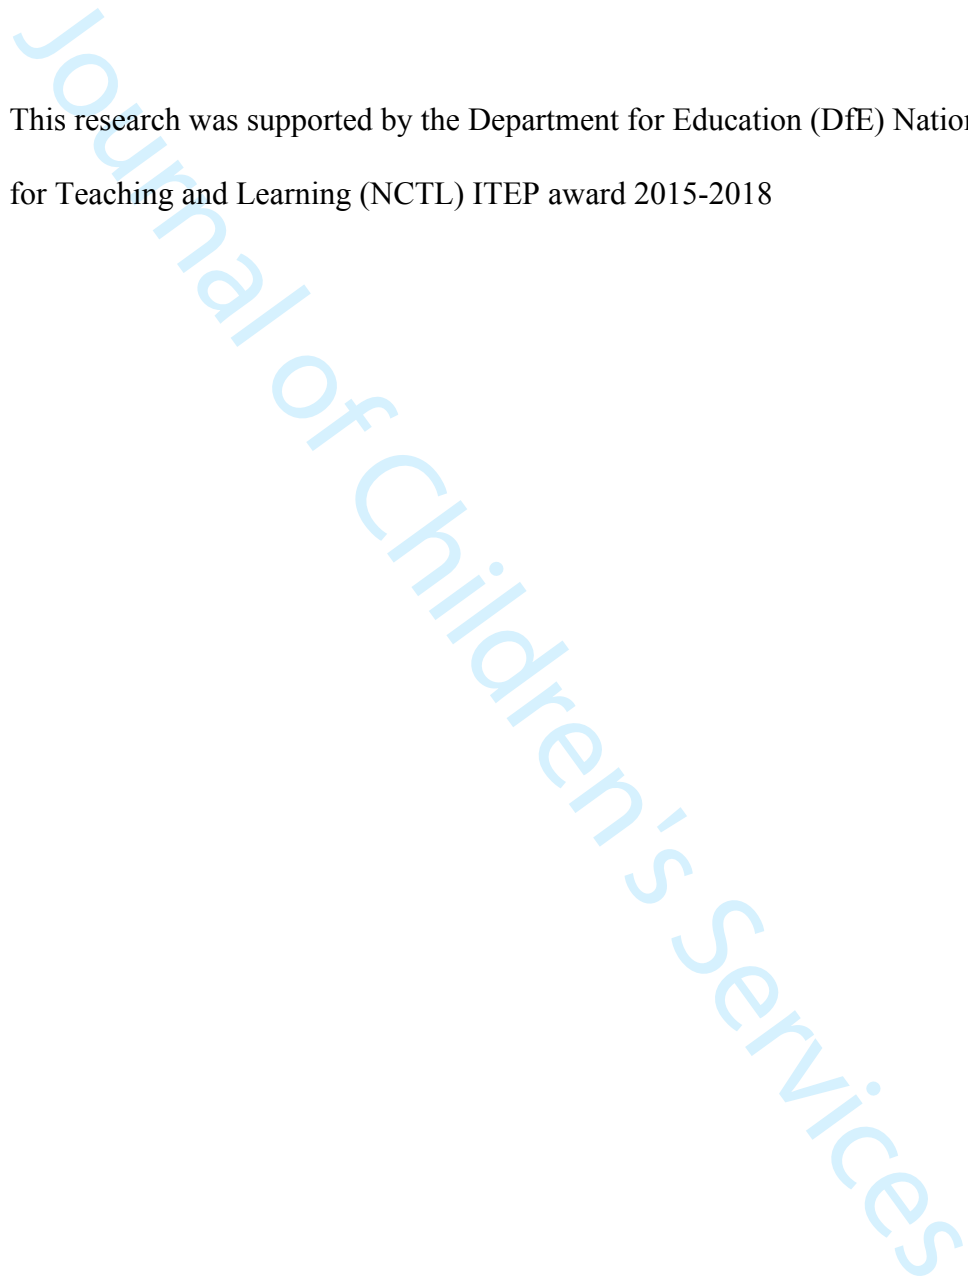 This research was supported by the Department for Education (DfE) Nation
for Teaching and Learning (NCTL) ITEP award 2015-2018
Journal of Children's Services